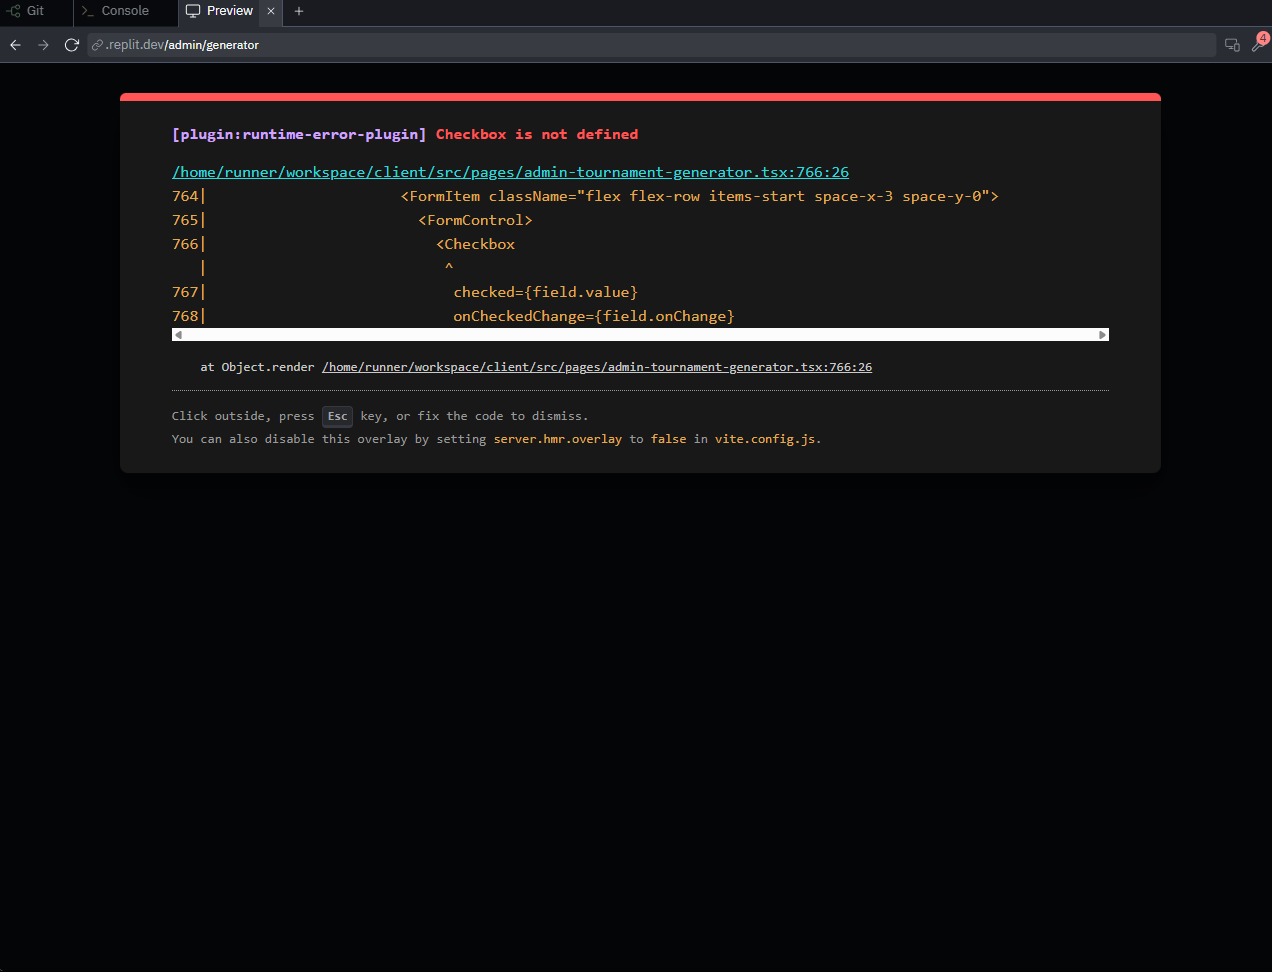 Git
Console
Preview
.replit.dev/admin/generator
4
[plugin:runtime-error-plugin] Checkbox is not defined
/home/runner/workspace/client/src/pages/admin-tournament-generator.tsx:766:26
764| <FormItem className="flex flex-row items-start space-x-3 space-y-0">
765| <FormControl>
766| <Checkbox
| ^
767| checked={field.value}
768| onCheckedChange={field.onChange}
at Object.render /home/runner/workspace/client/src/pages/admin-tournament-generator.tsx:766:26
Click outside, press Esc key, or fix the code to dismiss.
You can also disable this overlay by setting server.hmr.overlay to false in vite.config.js.